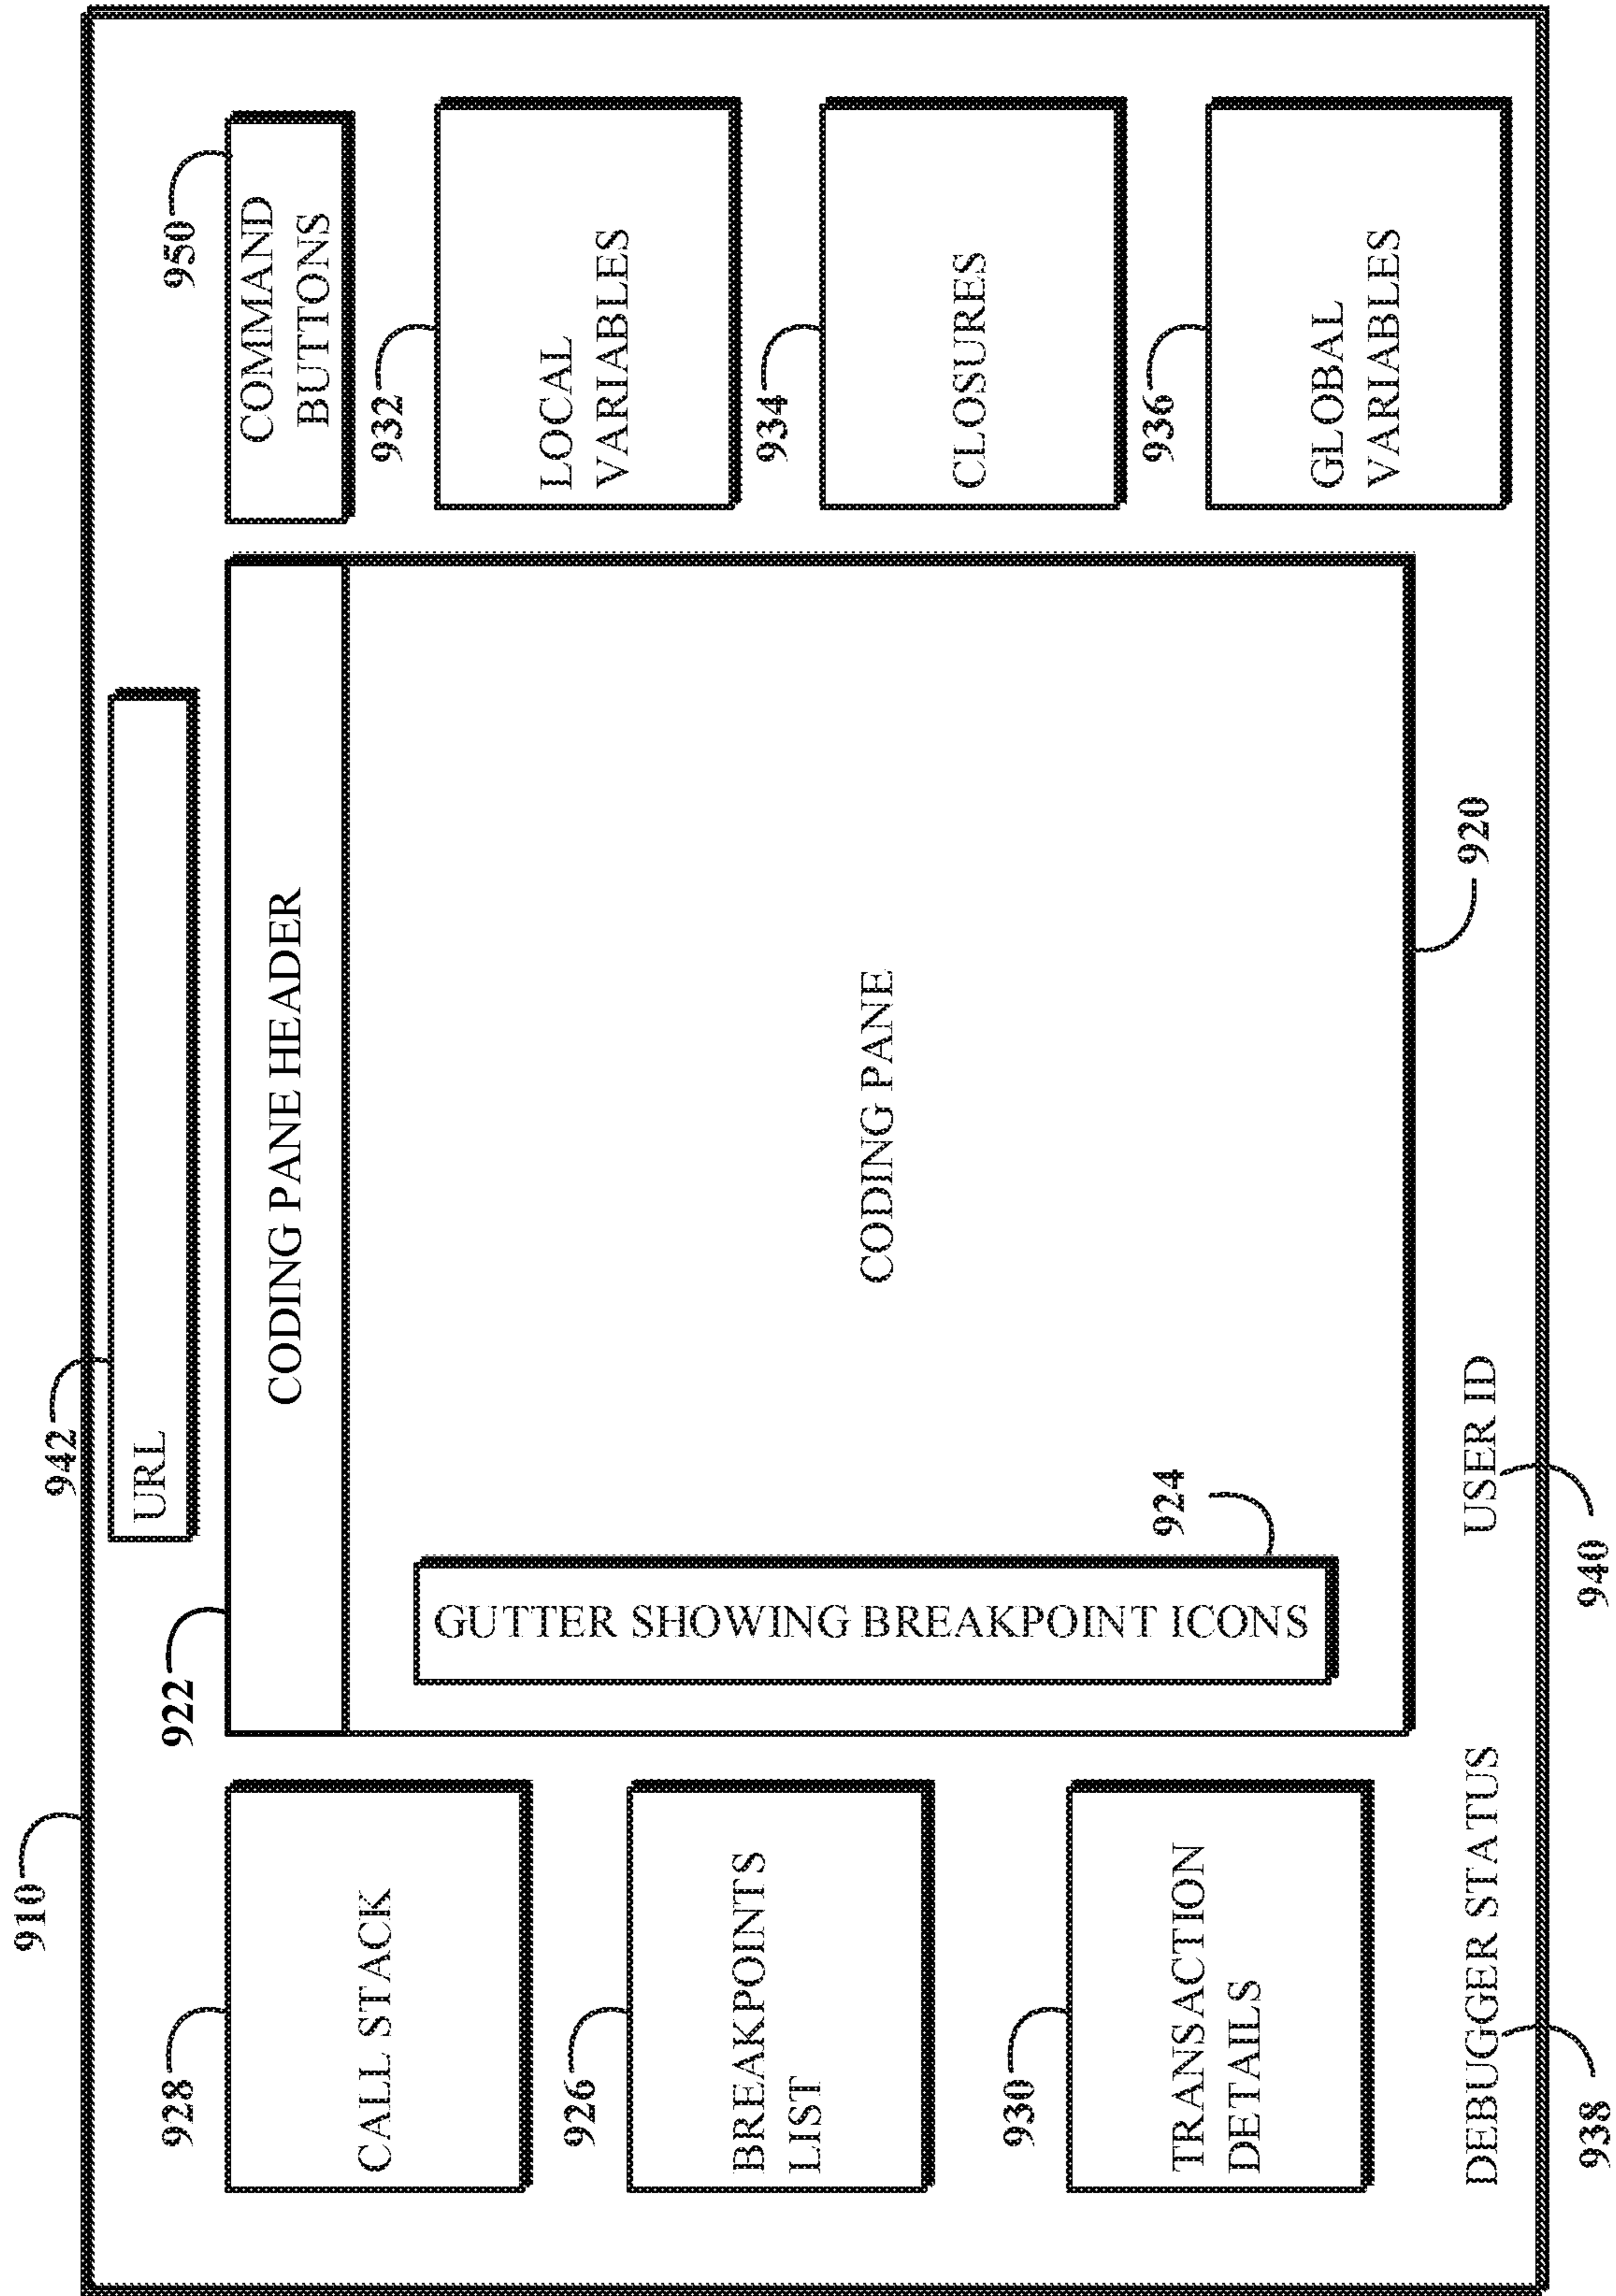 910
942
URL
922
CODING PANE HEADER
950
COMMAND
BUTTONS
928
CALL STACK
932
LOCAL
VARIABLES
926
BREAKPOINTS
LIST
924
GUTTER SHOWING BREAKPOINT ICONS
CODING PANE
934
CLOSURES
930
TRANSACTION
DETAILS
936
GLOBAL
VARIABLES
920
DEBUGGER STATUS
USER ID
938
940